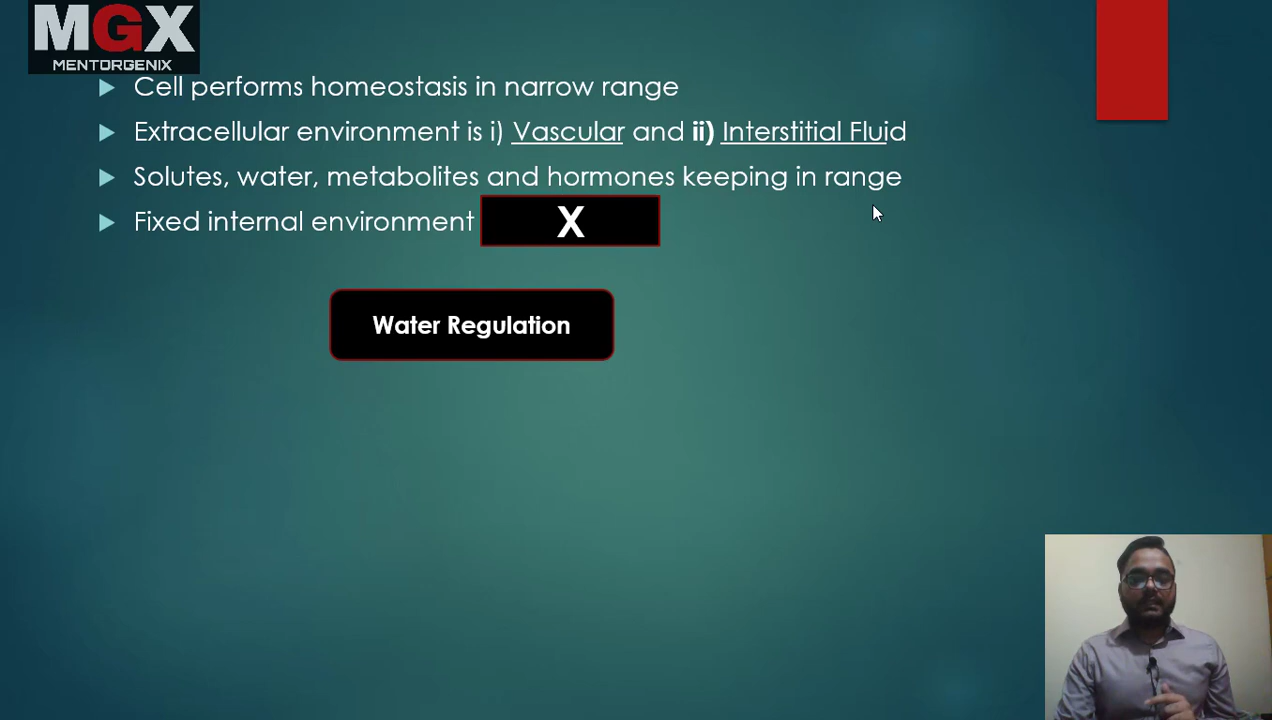 MGX
MENTORGENIX
Cell performs homeostasis in narrow range
Extracellular environment is i) Vascular and ii) Interstitial Fluid
Solutes, water, metabolites and hormones keeping in range
Fixed internal environment X
Water Regulation